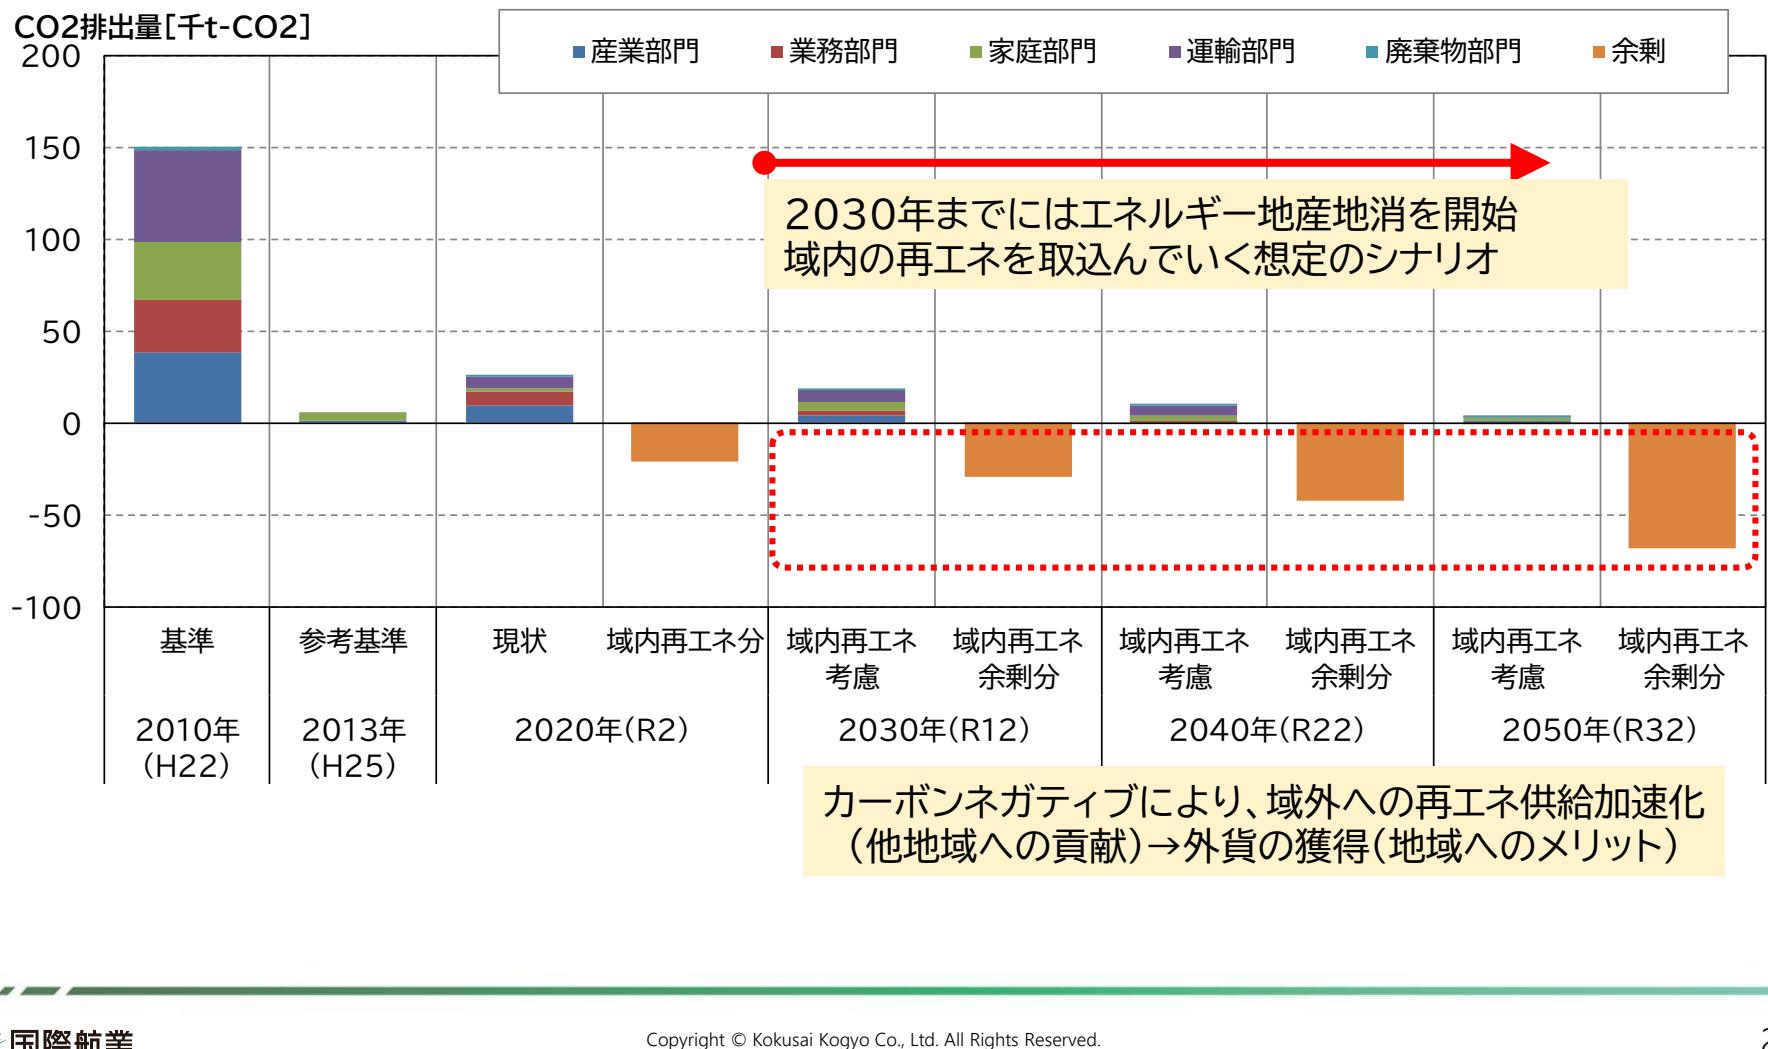 CO2排出量[千t-CO2]
産業部門 業務部門 家庭部門 運輸部門 廃棄物部門 余剰
200
150
100
50
0
-50
-100
2030年までにはエネルギー地産地消を開始
域内の再エネを取込んでいく想定のシナリオ
基準 参考基準 現状 域内再エネ分 域内再エネ 域内再エネ 域内再エネ 域内再エネ 域内再エネ 域内再エネ
考慮 余剰分 考慮 余剰分 考慮 余剰分
2010年 2013年 2020年(R2) 2030年(R12) 2040年(R22) 2050年(R32)
(H22) (H25)
カーボンネガティブにより、域外への再エネ供給加速化
(他地域への貢献)→外貨の獲得(地域へのメリット)
国際航業
Copyright © Kokusai Kogyo Co., Ltd. All Rights Reserved.